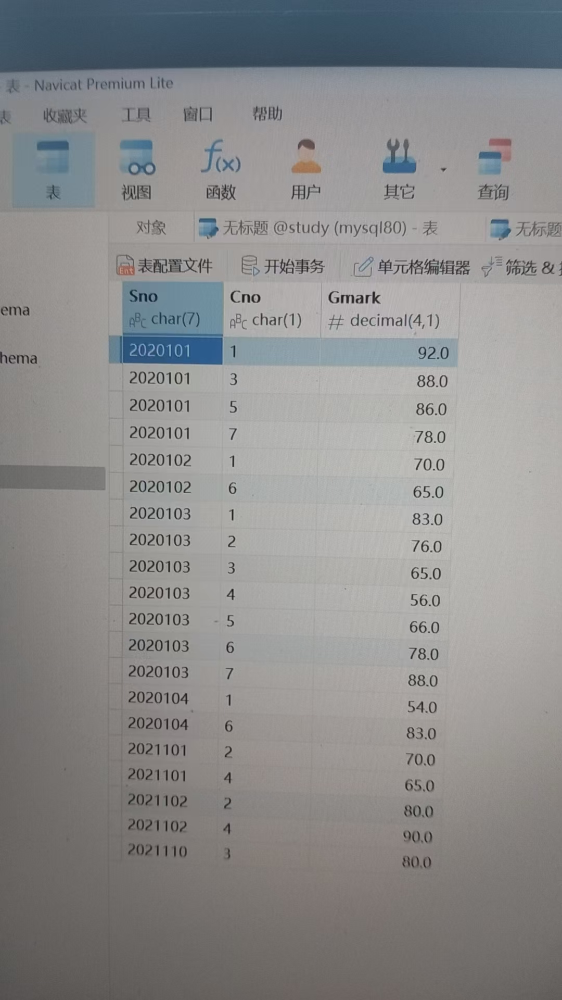 表 - Navicat Premium Lite
表 收藏夹 工具 窗口 帮助
f(x)
表 视图 函数 用户 其它 查询
对象 无标题 @study (mysql80) - 表 无标题
Ent 表配置文件 开始事务 单元格编辑器 筛选 &
Sno Cno Gmark
ABC char(7) ABC char(1) # decimal(4,1)
ema
hema
2020101 1 92.0
2020101 3 88.0
2020101 5 86.0
2020101 7 78.0
2020102 1 70.0
2020102 6 65.0
2020103 1 83.0
2020103 2 76.0
2020103 3 65.0
2020103 4 56.0
2020103 5 66.0
2020103 6 78.0
2020103 7 88.0
2020104 1 54.0
2020104 6 83.0
2021101 2 70.0
2021101 4 65.0
2021102 2 80.0
2021102 4 90.0
2021110 3 80.0